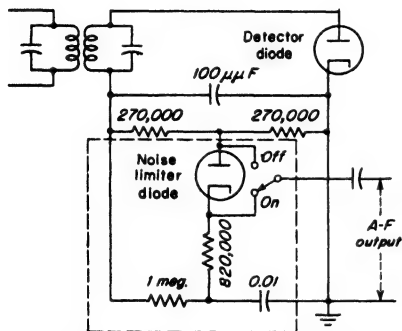 Detector
diode
100 μμF
270,000
270,000
Noise
limiter
diode
Off
On
820,000
A-F
output
1 meg.
0.01